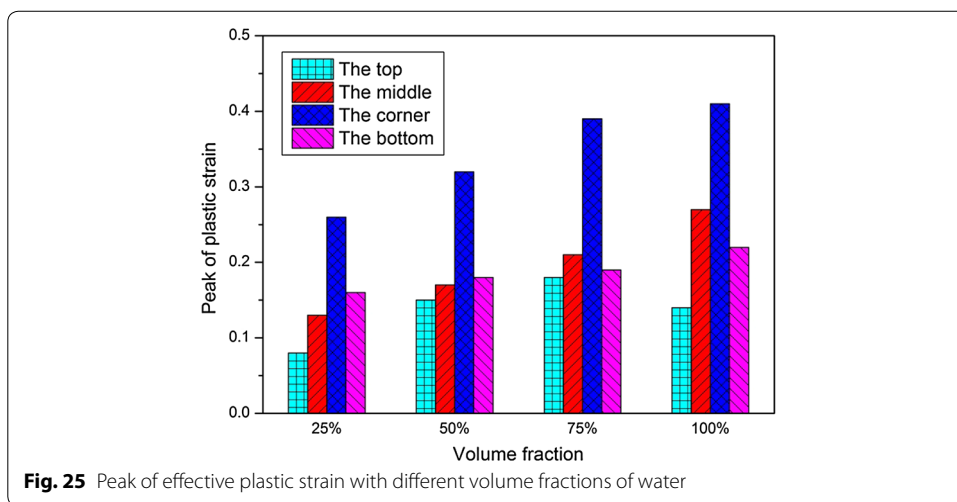 0.5
0.4
0.3
0.2
0.1
0.0
Peak of plastic strain
The top
The middle
The corner
The bottom
25%
50%
75%
100%
Volume fraction
Fig. 25 Peak of effective plastic strain with different volume fractions of water